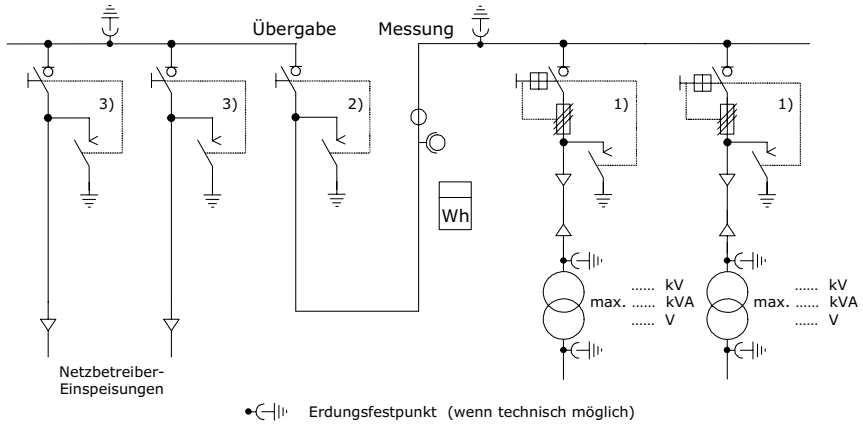 Übergabe
Messung
3)
3)
2)
1)
1)
Wh
...... kV
max. ...... kVA
...... V
...... kV
max. ...... kVA
...... V
Netzbetreiber-
Einspeisungen
Erdungsfestpunkt (wenn technisch möglich)